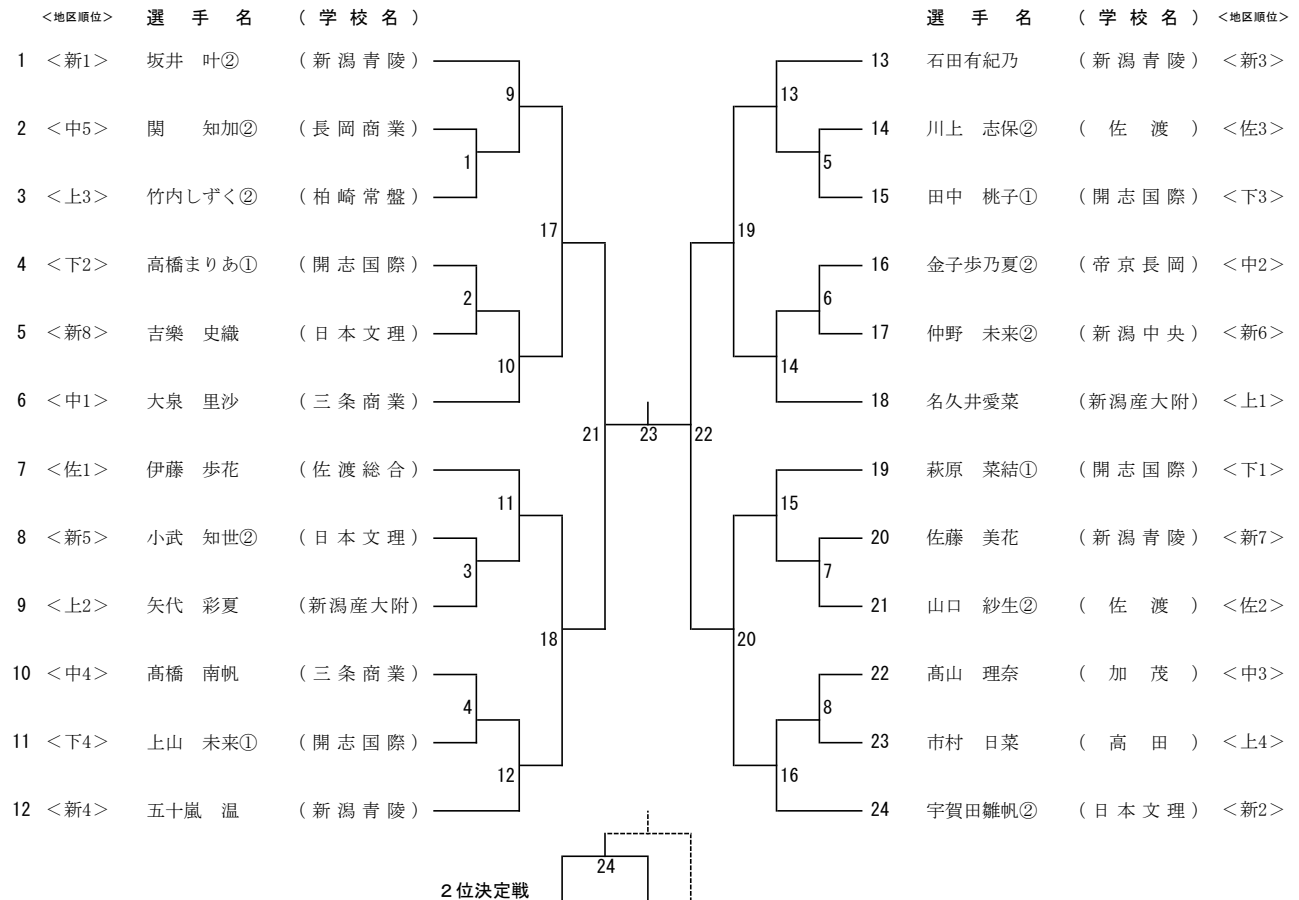 <地区順位> 選手名 (学校名) 選手名 (学校名) <地区順位>
1 <新1> 坂井 叶② (新潟青陵) 13 石田有紀乃 (新潟青陵) <新3>
9 13
2 <中5> 関 知加② (長岡商業) 14 川上 志保② (佐渡) <佐3>
1 5
3 <上3> 竹内しずく② (柏崎常盤) 15 田中 桃子① (開志国際) <下3>
17 19
4 <下2> 高橋まりあ① (開志国際) 16 金子歩乃夏② (帝京長岡) <中2>
2 6
5 <新8> 吉樂 史織 (日本文理) 17 仲野 未来② (新潟中央) <新6>
10 14
6 <中1> 大泉 里沙 (三条商業) 18 名久井愛菜 (新潟産大附) <上1>
21 23 22
7 <佐1> 伊藤 歩花 (佐渡総合) 19 萩原 菜結① (開志国際) <下1>
11 15
8 <新5> 小武 知世② (日本文理) 20 佐藤 美花 (新潟青陵) <新7>
3 7
9 <上2> 矢代 彩夏 (新潟産大附) 21 山口 紗生② (佐渡) <佐2>
18 20
10 <中4> 髙橋 南帆 (三条商業) 22 髙山 理奈 (加茂) <中3>
4 8
11 <下4> 上山 未来① (開志国際) 23 市村 日菜 (高田) <上4>
12 16
12 <新4> 五十嵐 温 (新潟青陵) 24 宇賀田雛帆② (日本文理) <新2>
24
２位決定戦